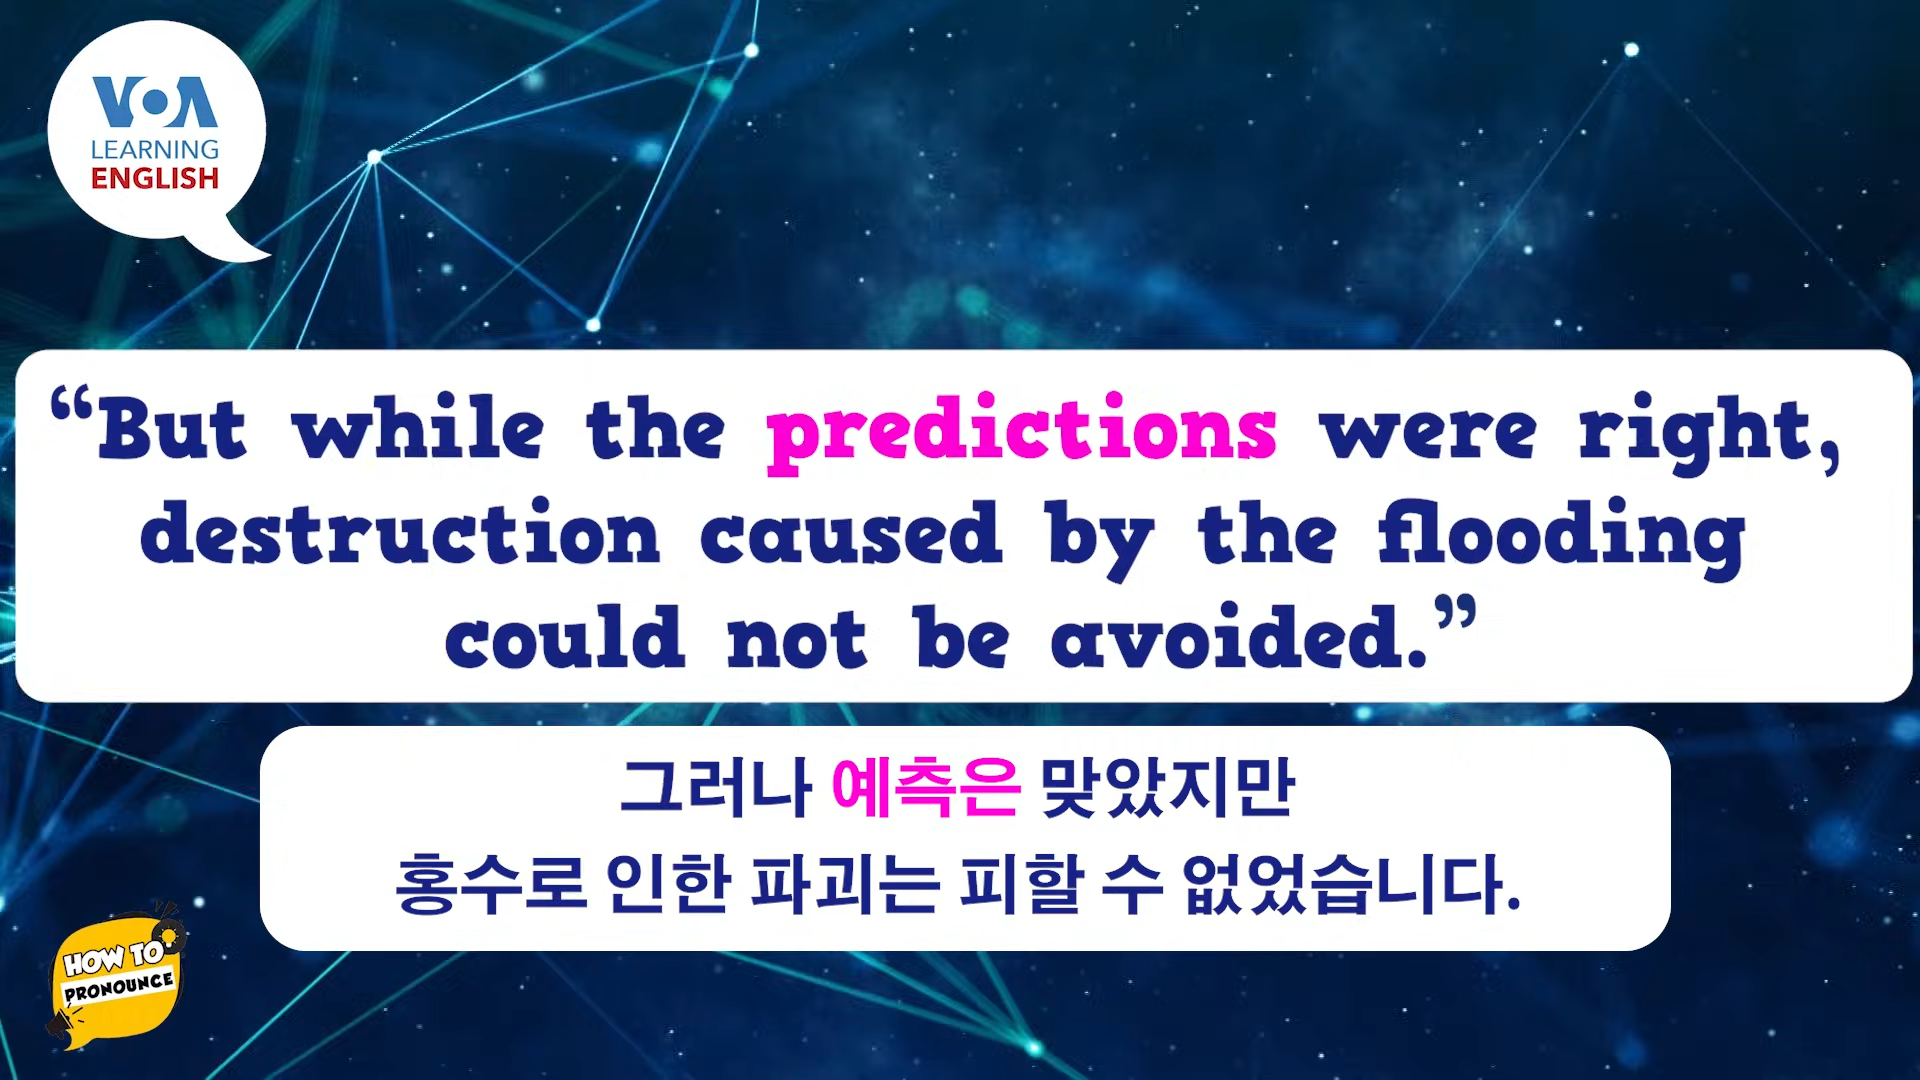 VOA
LEARNING
ENGLISH
“But while the predictions were right,
destruction caused by the flooding
could not be avoided.”
그러나 예측은 맞았지만
홍수로 인한 파괴는 피할 수 없었습니다.
HOW TO
PRONOUNCE